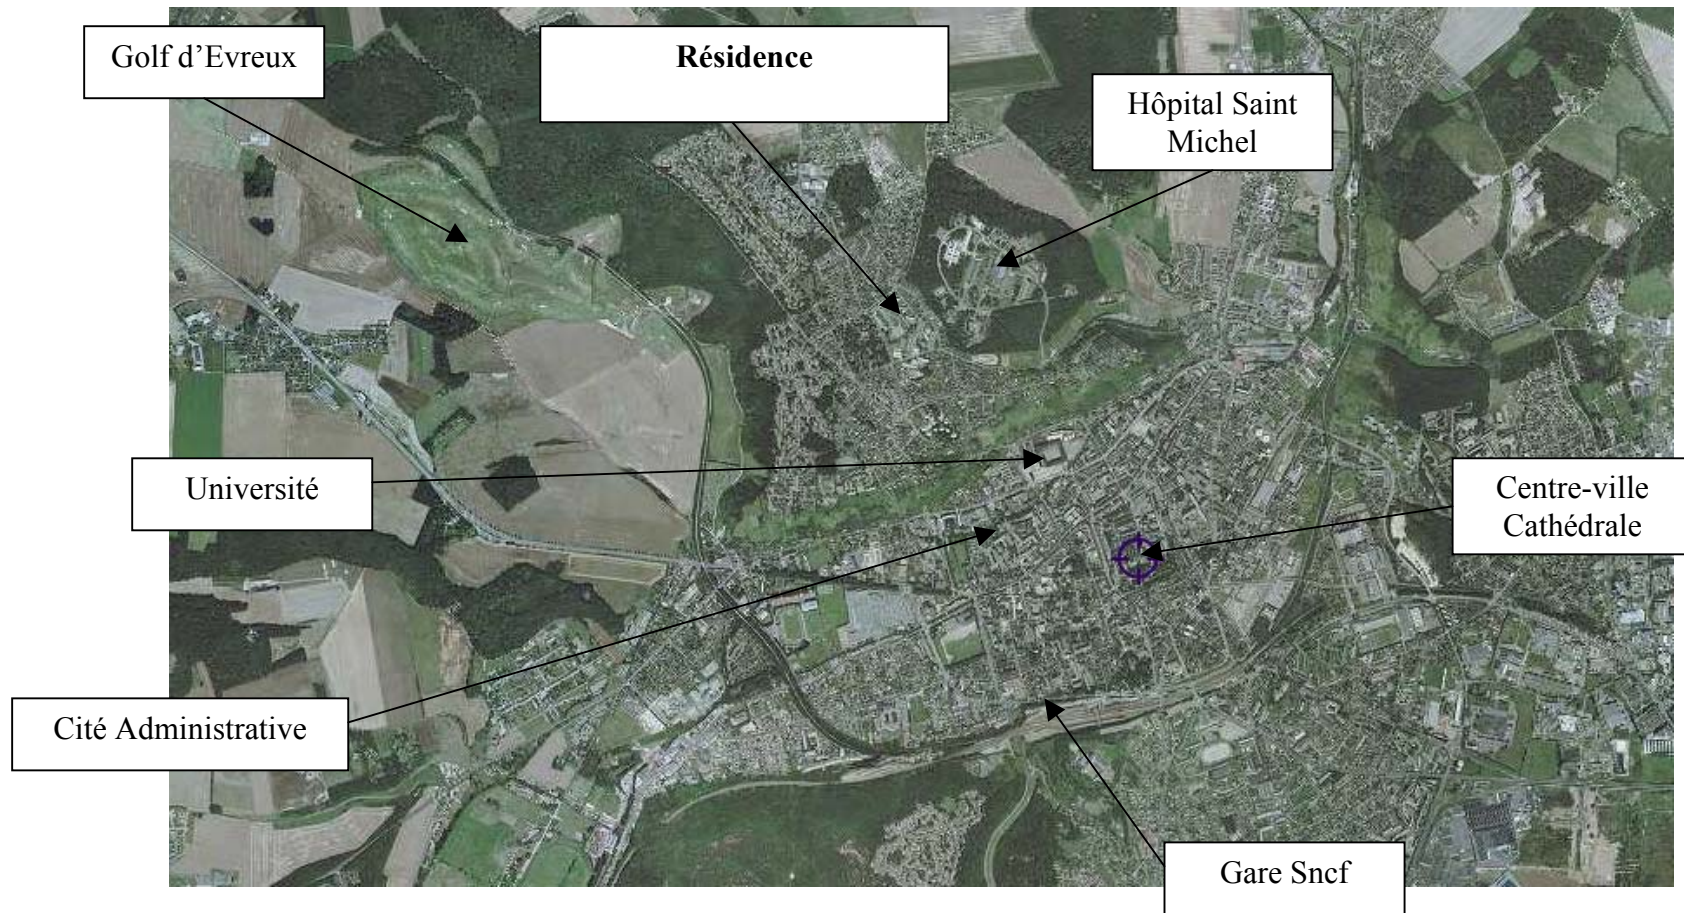 Golf d’Evreux
Résidence
Hôpital Saint
Michel
Université
Centre-ville
Cathédrale
Cité Administrative
Gare Sncf